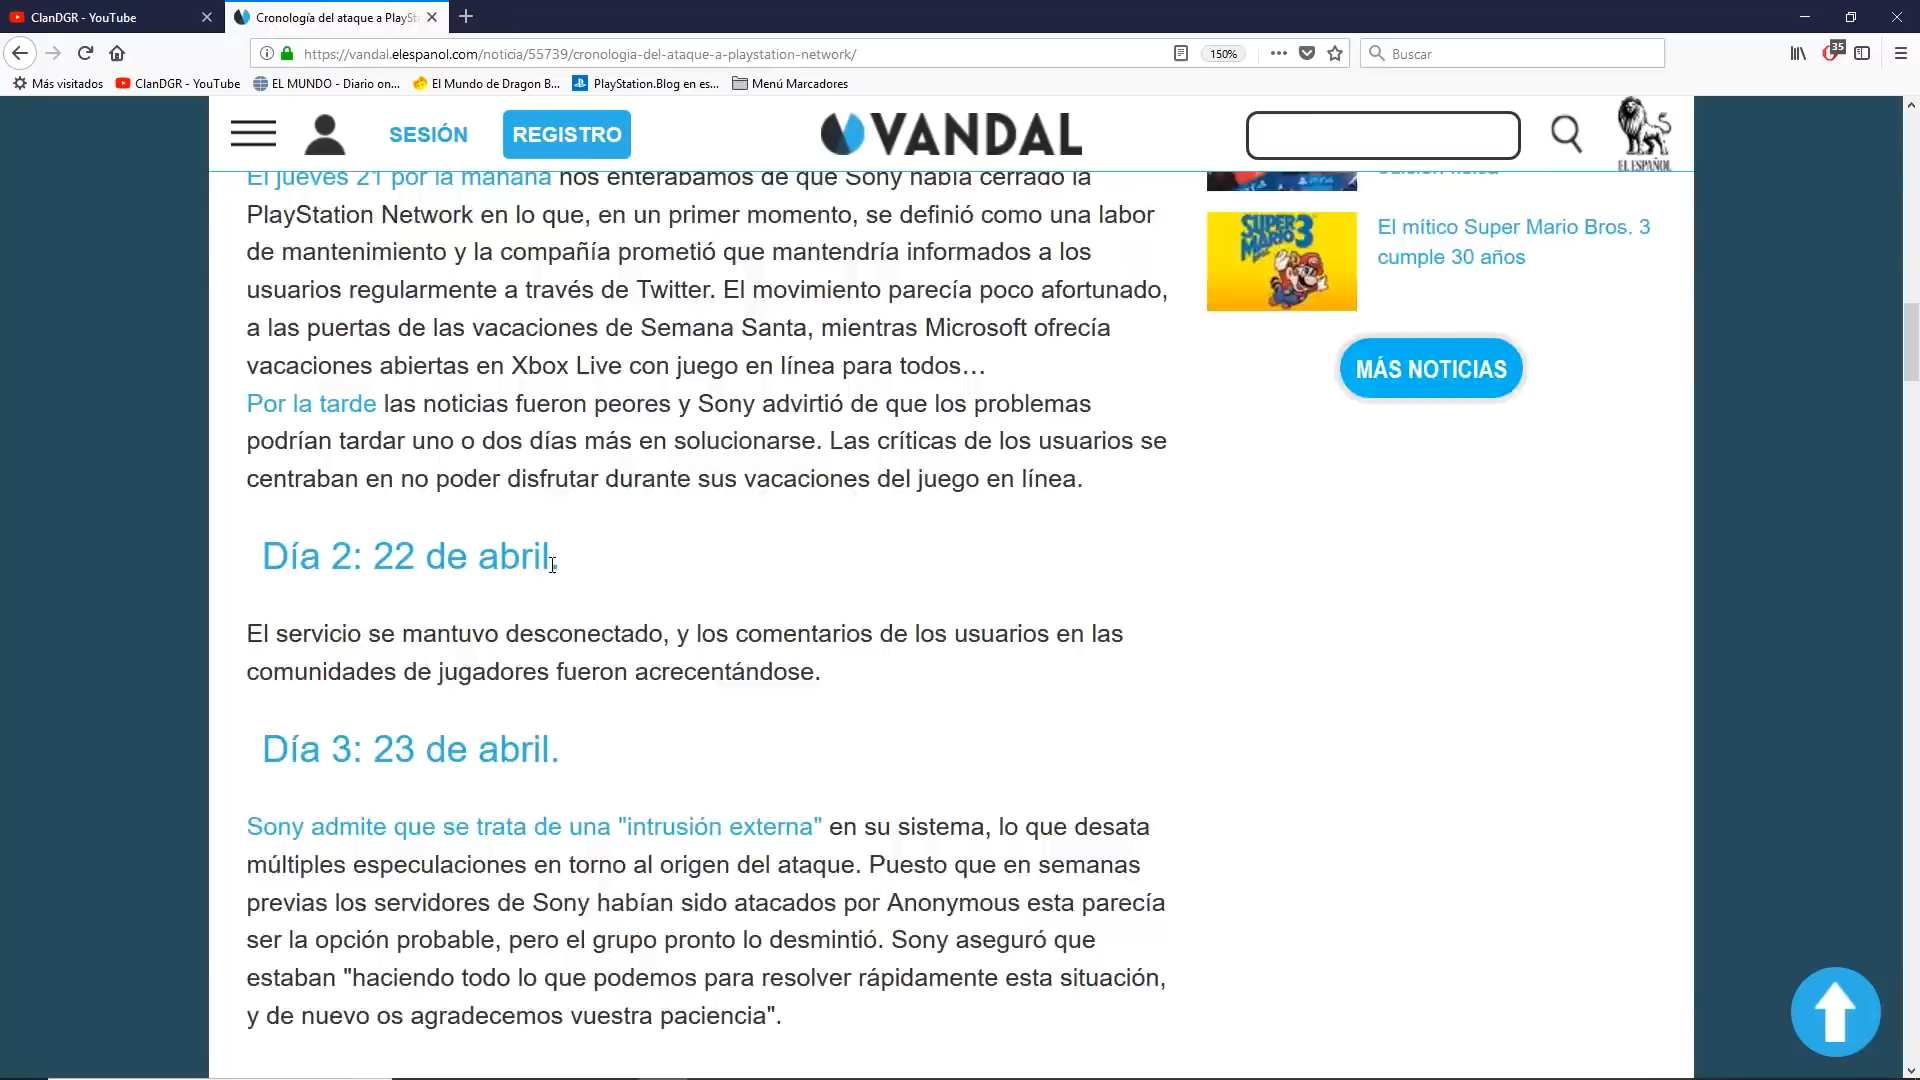 ClanDGR - YouTube
Cronología del ataque a PlaySt
https://vandal.elespanol.com/noticia/55739/cronologia-del-ataque-a-playstation-network/
150%
Buscar
35
Más visitados
ClanDGR - YouTube
EL MUNDO - Diario on...
El Mundo de Dragon B...
PlayStation.Blog en es...
Menú Marcadores
SESIÓN
REGISTRO
VANDAL
EL ESPAÑOL
El jueves 21 por la mañana nos enterábamos de que Sony había cerrado la
PlayStation Network en lo que, en un primer momento, se definió como una labor
de mantenimiento y la compañía prometió que mantendría informados a los
usuarios regularmente a través de Twitter. El movimiento parecía poco afortunado,
a las puertas de las vacaciones de Semana Santa, mientras Microsoft ofrecía
vacaciones abiertas en Xbox Live con juego en línea para todos…
Por la tarde las noticias fueron peores y Sony advirtió de que los problemas
podrían tardar uno o dos días más en solucionarse. Las críticas de los usuarios se
centraban en no poder disfrutar durante sus vacaciones del juego en línea.
Día 2: 22 de abril.
El servicio se mantuvo desconectado, y los comentarios de los usuarios en las
comunidades de jugadores fueron acrecentándose.
Día 3: 23 de abril.
Sony admite que se trata de una "intrusión externa" en su sistema, lo que desata
múltiples especulaciones en torno al origen del ataque. Puesto que en semanas
previas los servidores de Sony habían sido atacados por Anonymous esta parecía
ser la opción probable, pero el grupo pronto lo desmintió. Sony aseguró que
estaban "haciendo todo lo que podemos para resolver rápidamente esta situación,
y de nuevo os agradecemos vuestra paciencia".
SUPER
MARIO 3
El mítico Super Mario Bros. 3
cumple 30 años
MÁS NOTICIAS